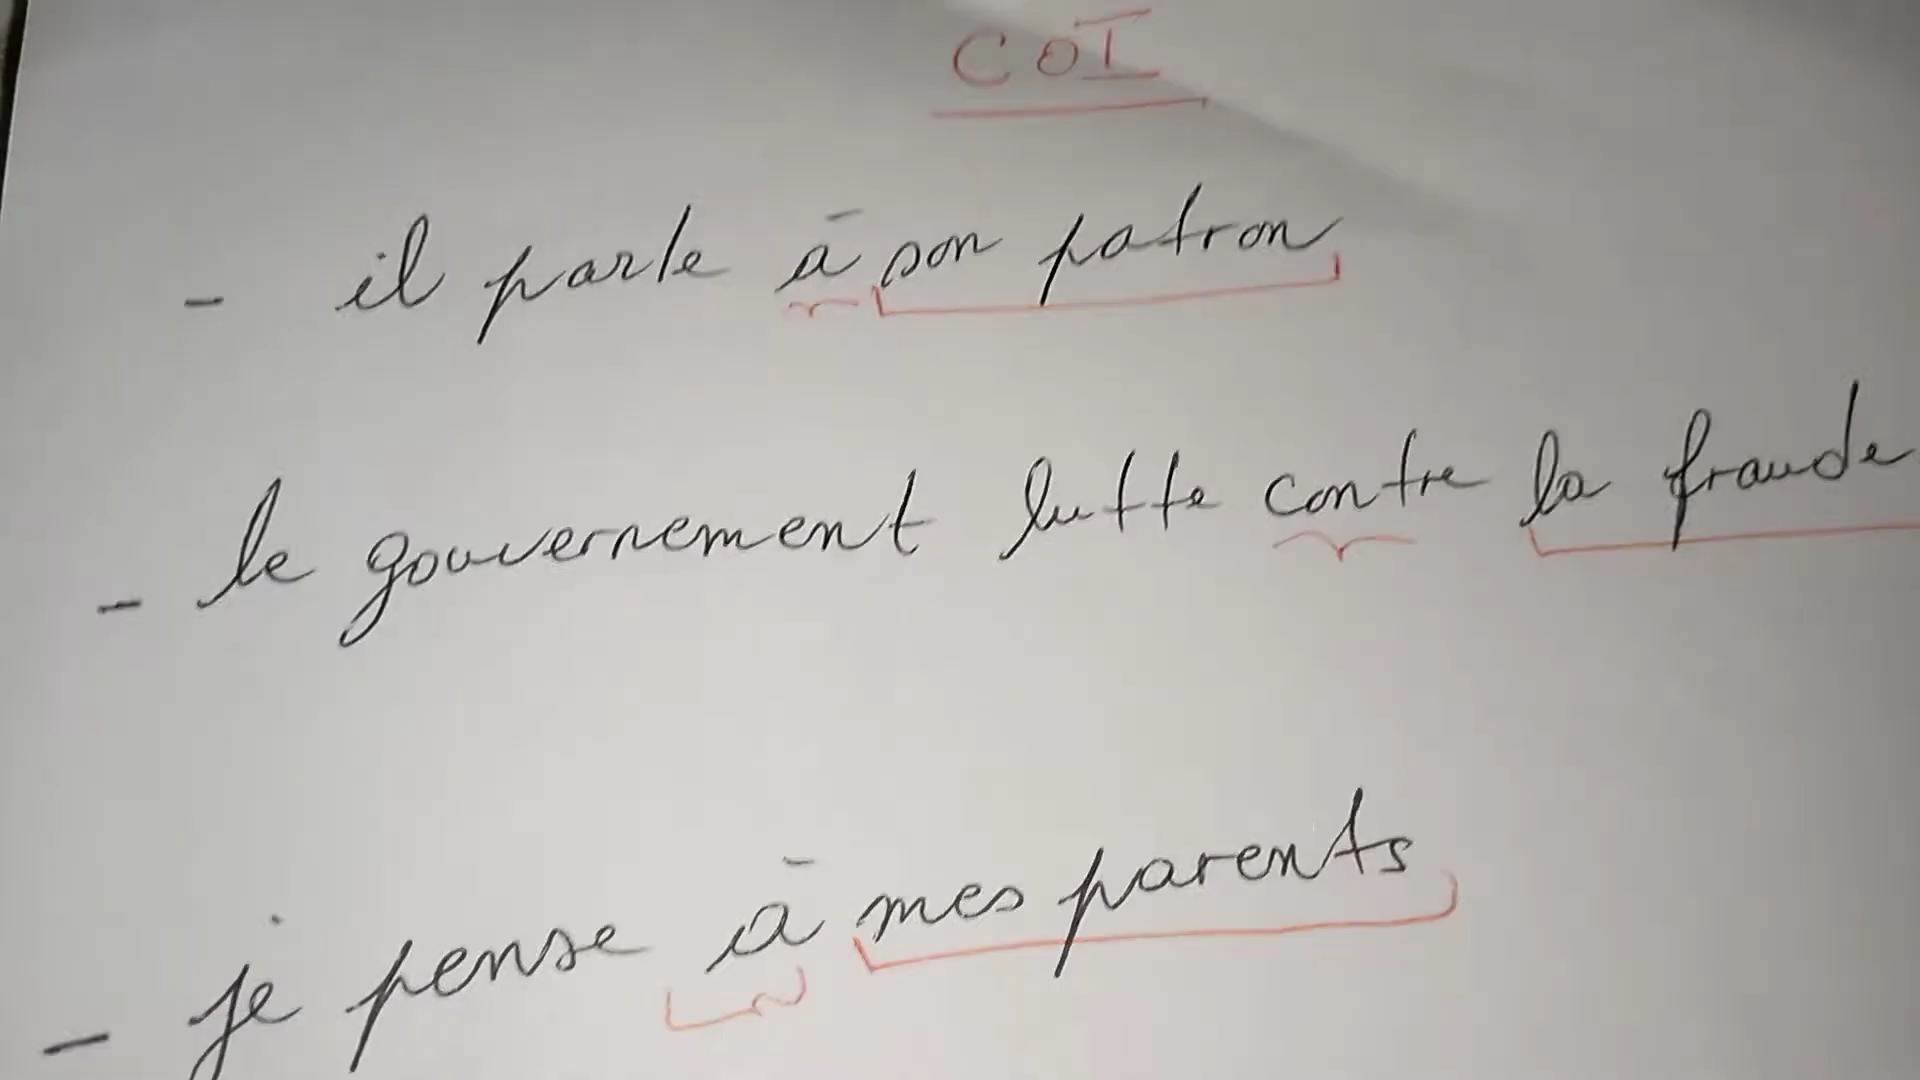 COI
- il parle à son patron
- le gouvernement lutte contre la fraude
- je pense à mes parents